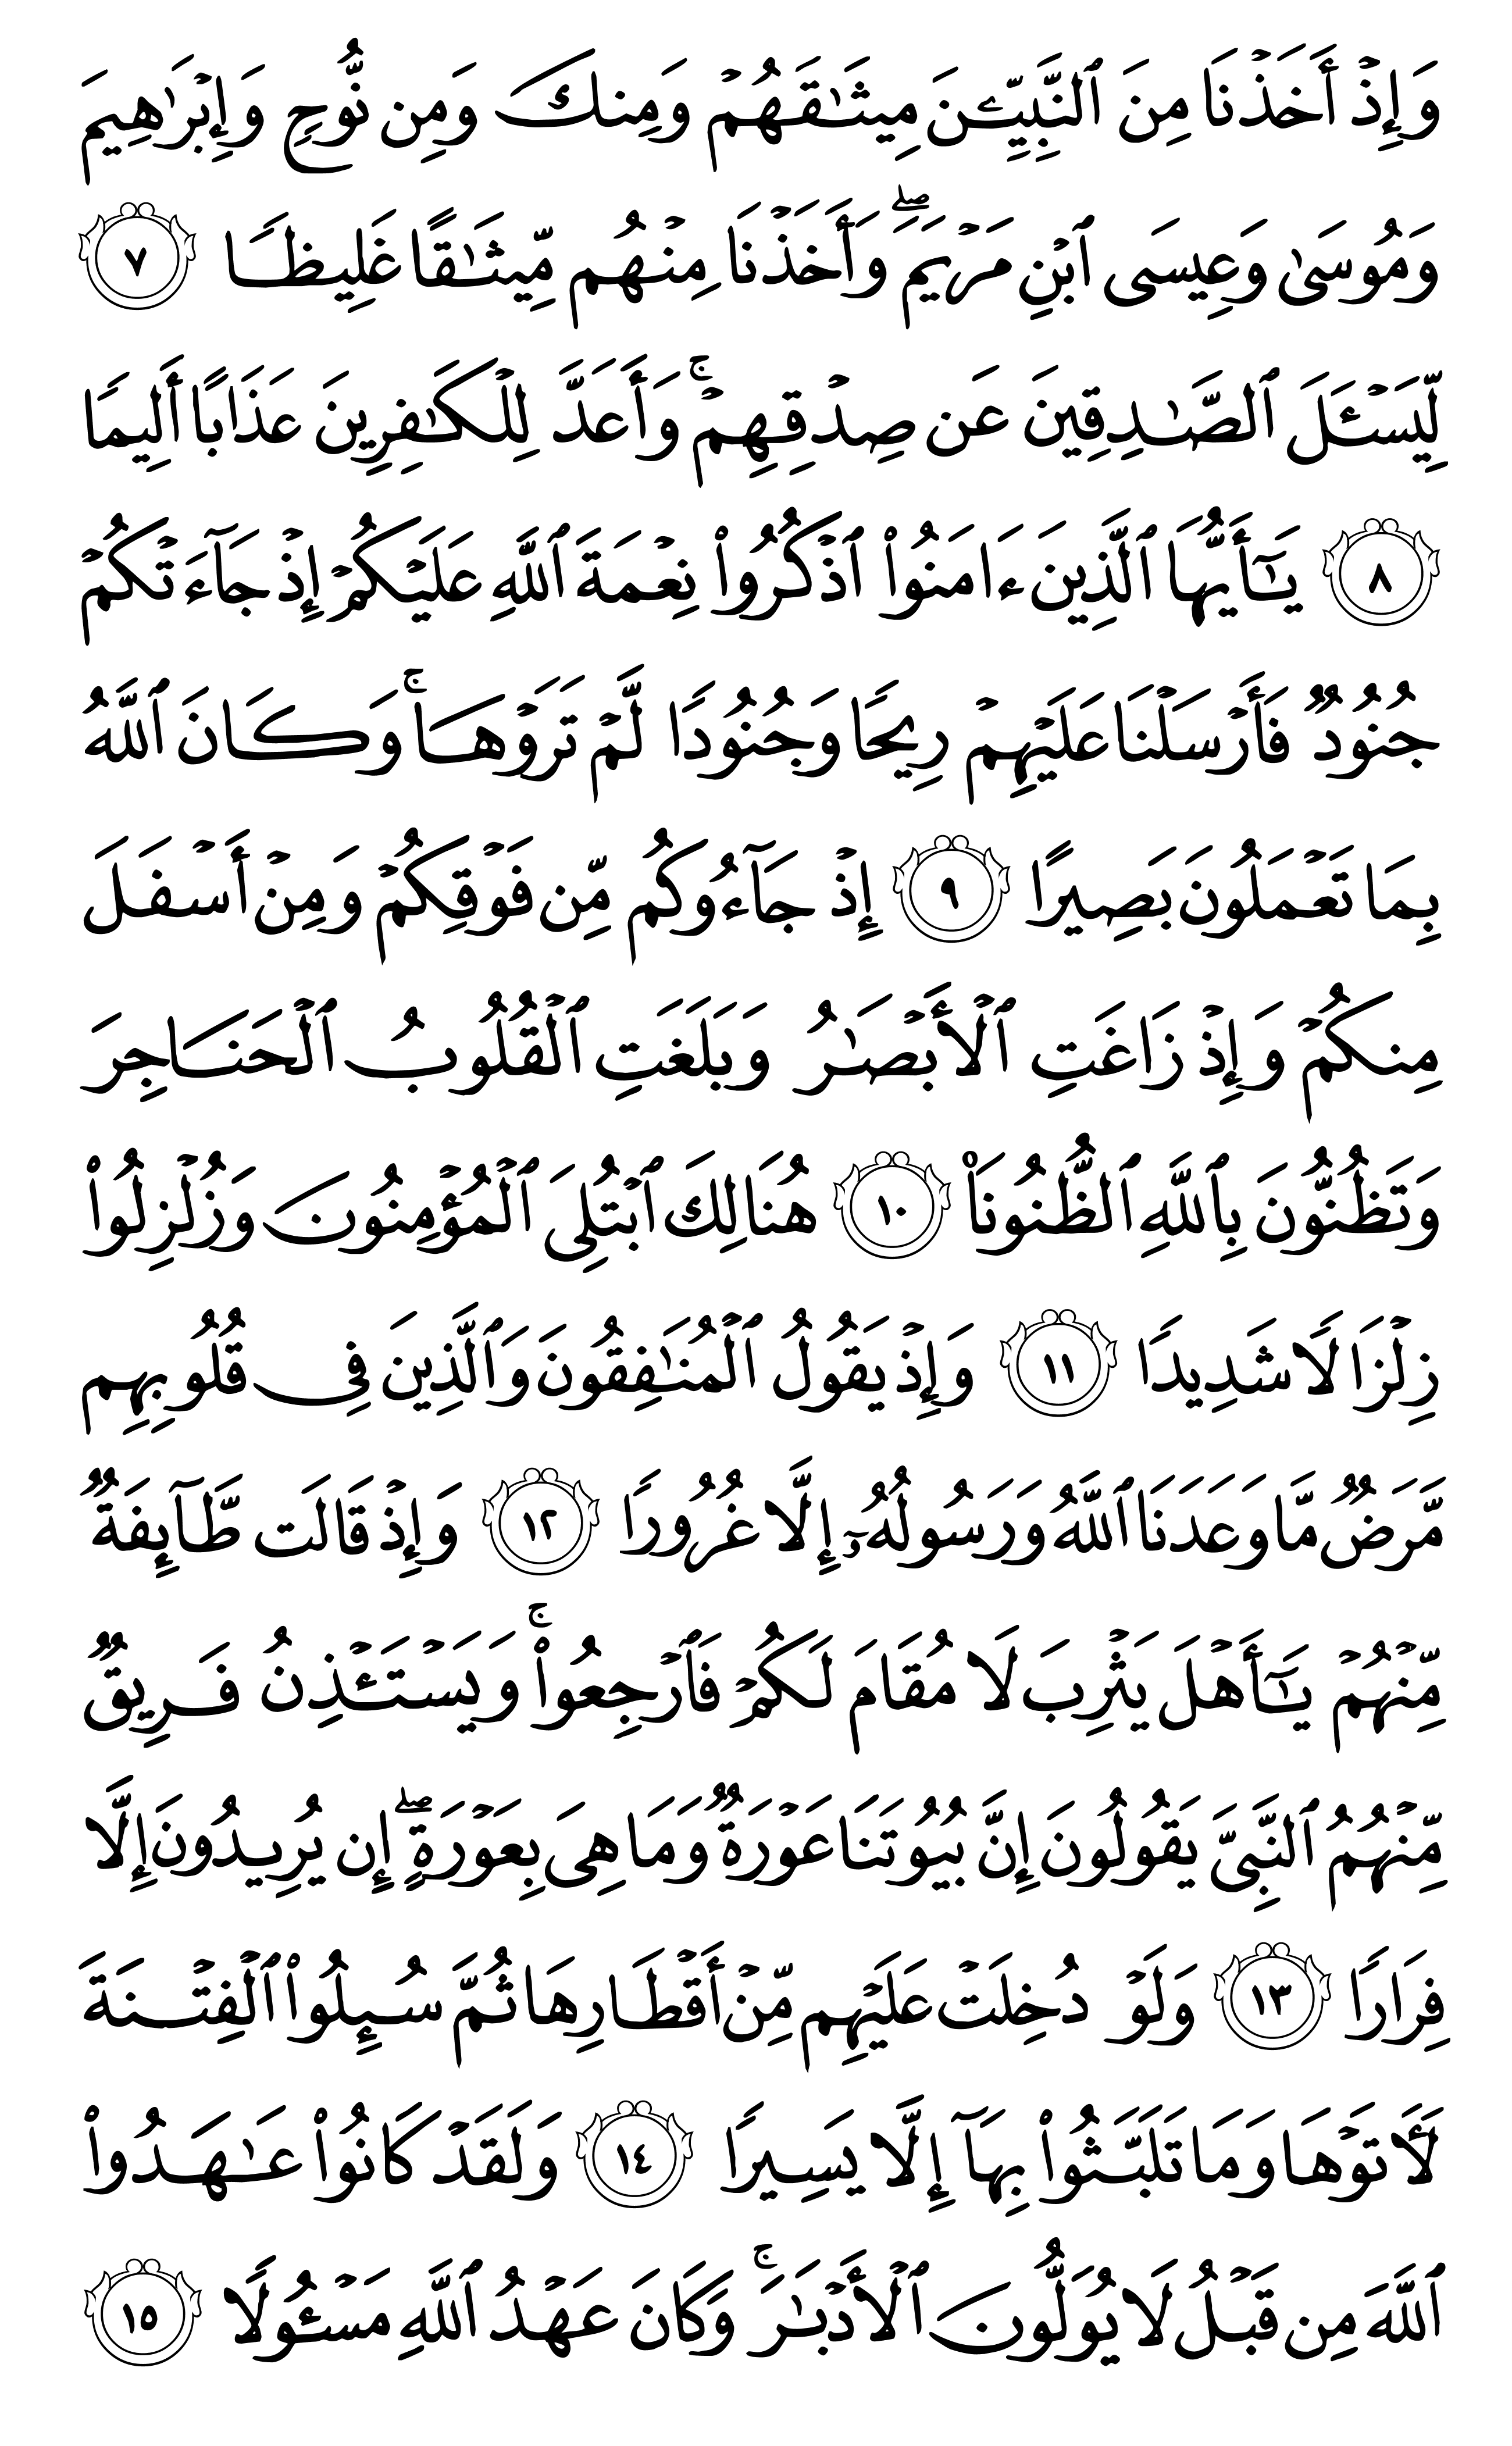 وَإِذْ أَخَذْنَا مِنَ ٱلنَّبِيِّـۧنَ مِيثَـٰقَهُمْ وَمِنكَ وَمِن نُّوحٍ وَإِبْرَٰهِيمَ
وَمُوسَىٰ وَعِيسَى ٱبْنِ مَرْيَمَ ۖ وَأَخَذْنَا مِنْهُم مِّيثَـٰقًا غَلِيظًـا ٧
لِّيَسْـَٔلَ ٱلصَّـٰدِقِينَ عَن صِدْقِهِمْ ۚ وَأَعَدَّ لِلْكَـٰفِرِينَ عَذَابًا أَلِيمًا
٨ يَـٰٓأَيُّهَا ٱلَّذِينَ ءَامَنُوا۟ ٱذْكُرُوا۟ نِعْمَةَ ٱللَّهِ عَلَيْكُمْ إِذْ جَآءَتْكُمْ
جُنُودٌ فَأَرْسَلْنَا عَلَيْهِمْ رِيحًا وَجُنُودًا لَّمْ تَرَوْهَا ۚ وَكَانَ ٱللَّهُ
بِمَا تَعْمَلُونَ بَصِيرًا ٩ إِذْ جَآءُوكُم مِّن فَوْقِكُمْ وَمِنْ أَسْفَلَ
مِنكُمْ وَإِذْ زَاغَتِ ٱلْأَبْصَـٰرُ وَبَلَغَتِ ٱلْقُلُوبُ ٱلْحَنَاجِرَ
وَتَظُنُّونَ بِٱللَّهِ ٱلظُّنُونَا۠ ١٠ هُنَالِكَ ٱبْتُلِىَ ٱلْمُؤْمِنُونَ وَزُلْزِلُوا۟
زِلْزَالًا شَدِيدًا ١١ وَإِذْ يَقُولُ ٱلْمُنَـٰفِقُونَ وَٱلَّذِينَ فِى قُلُوبِهِم
مَّرَضٌ مَّا وَعَدَنَا ٱللَّهُ وَرَسُولُهُۥٓ إِلَّا غُرُورًا ١٢ وَإِذْ قَالَت طَّآئِفَةٌ
مِّنْهُمْ يَـٰٓأَهْلَ يَثْرِبَ لَا مُقَامَ لَكُمْ فَٱرْجِعُوا۟ ۚ وَيَسْتَـْٔذِنُ فَرِيقٌ
مِّنْهُمُ ٱلنَّبِىَّ يَقُولُونَ إِنَّ بُيُوتَنَا عَوْرَةٌ وَمَا هِىَ بِعَوْرَةٍ ۖ إِن يُرِيدُونَ إِلَّا
فِرَارًا ١٣ وَلَوْ دُخِلَتْ عَلَيْهِم مِّنْ أَقْطَارِهَا ثُمَّ سُئِلُوا۟ ٱلْفِتْنَةَ
لَـَٔاتَوْهَا وَمَا تَلَبَّثُوا۟ بِهَآ إِلَّا يَسِيرًا ١٤ وَلَقَدْ كَانُوا۟ عَـٰهَدُوا۟
ٱللَّهَ مِن قَبْلُ لَا يُوَلُّونَ ٱلْأَدْبَـٰرَ ۚ وَكَانَ عَهْدُ ٱللَّهِ مَسْـُٔولًا ١٥